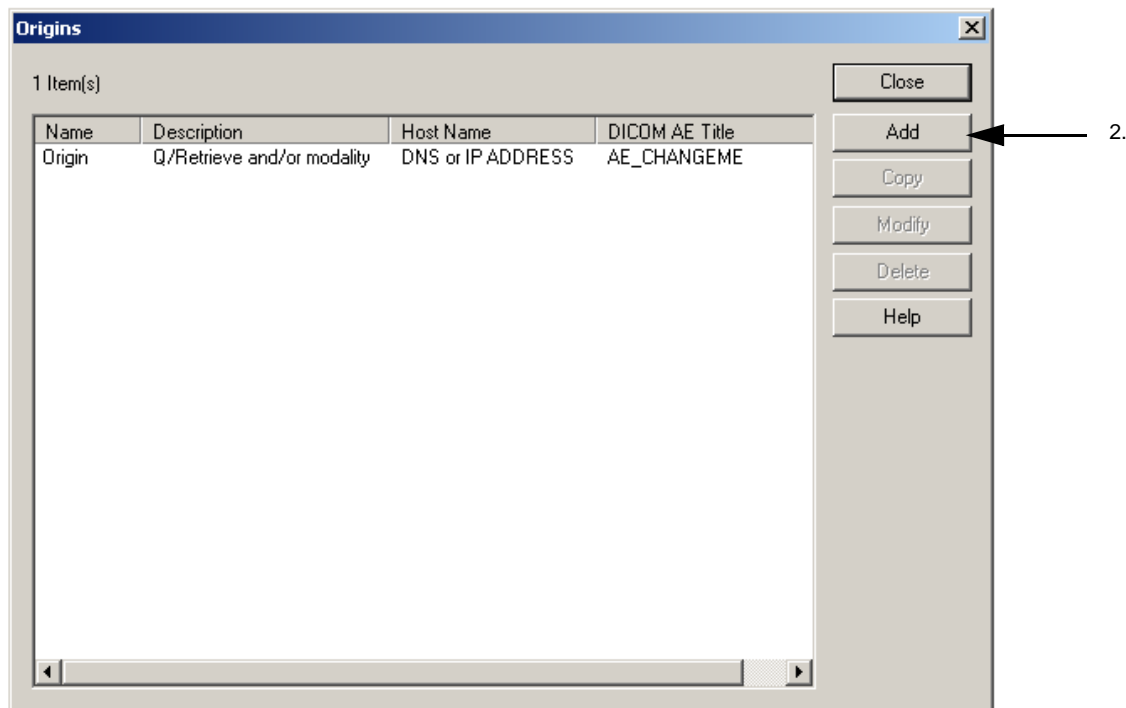 Origins
1 Item(s)
Close
Name Description Host Name DICOM AE Title
Origin Q/Retrieve and/or modality DNS or IP ADDRESS AE_CHANGEME
Add
2.
Copy
Modify
Delete
Help